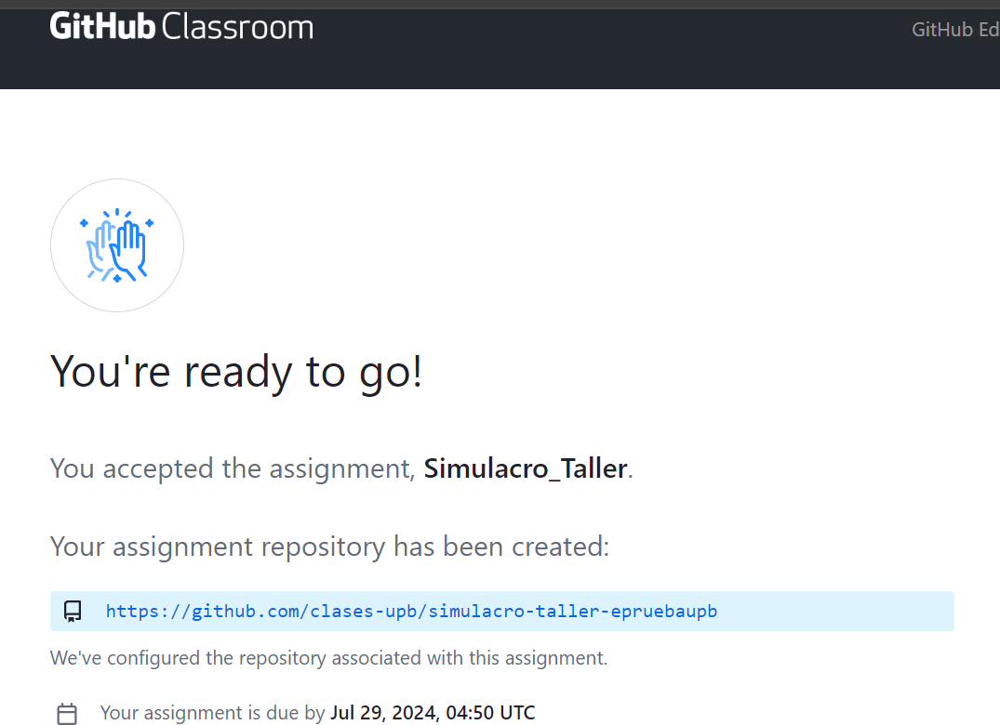 GitHub Classroom
GitHub Ed
You're ready to go!
You accepted the assignment, Simulacro_Taller.
Your assignment repository has been created:
https://github.com/clases-upb/simulacro-taller-epruebaupb
We've configured the repository associated with this assignment.
Your assignment is due by Jul 29, 2024, 04:50 UTC